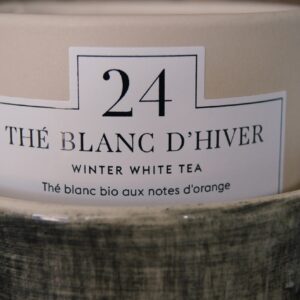 24
THÉ BLANC D'HIVER
WINTER WHITE TEA
Thé blanc bio aux notes d'orange